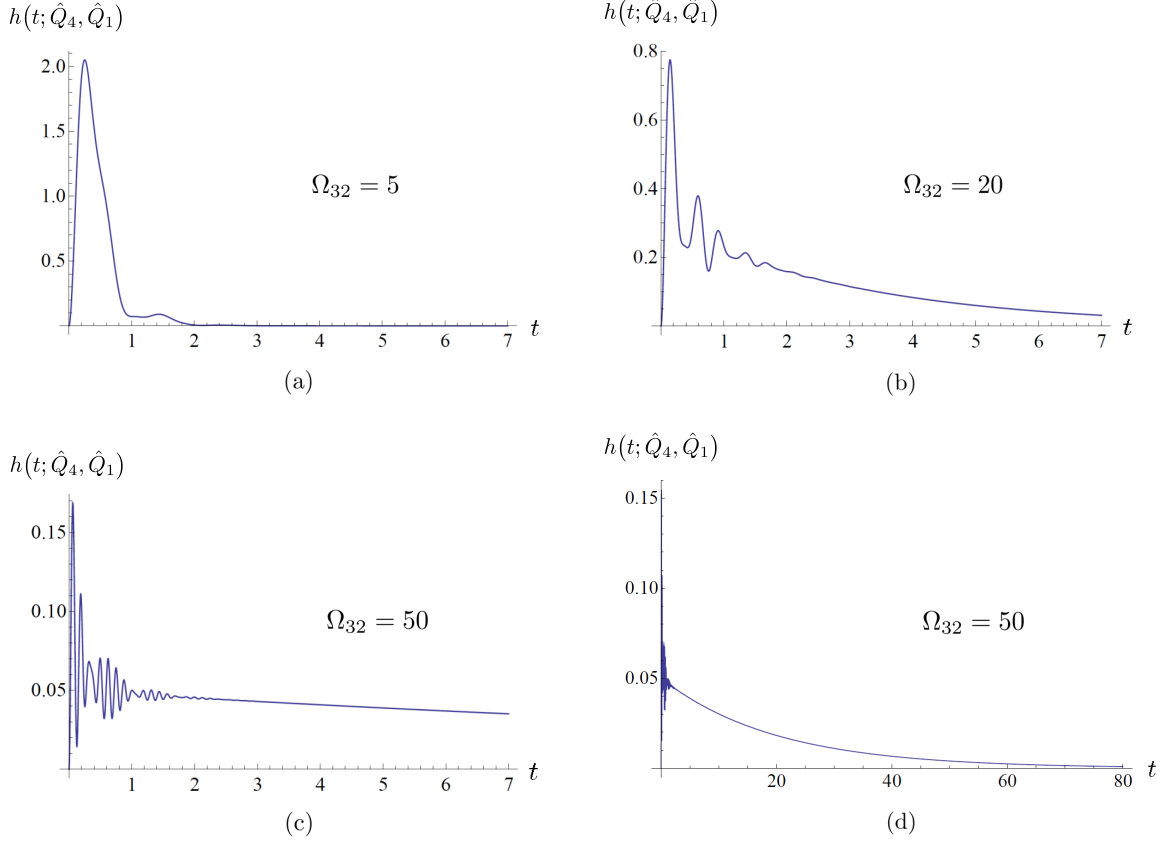 h(t; Q̂₄, Q̂₁)
2.0
1.5
1.0
0.5
Ω₃₂ = 5
1 2 3 4 5 6 7 t
(a)
h(t; Q̂₄, Q̂₁)
0.8
0.6
0.4
0.2
Ω₃₂ = 20
1 2 3 4 5 6 7 t
(b)
h(t; Q̂₄, Q̂₁)
0.15
0.10
0.05
Ω₃₂ = 50
1 2 3 4 5 6 7 t
(c)
h(t; Q̂₄, Q̂₁)
0.15
0.10
0.05
Ω₃₂ = 50
20 40 60 80 t
(d)